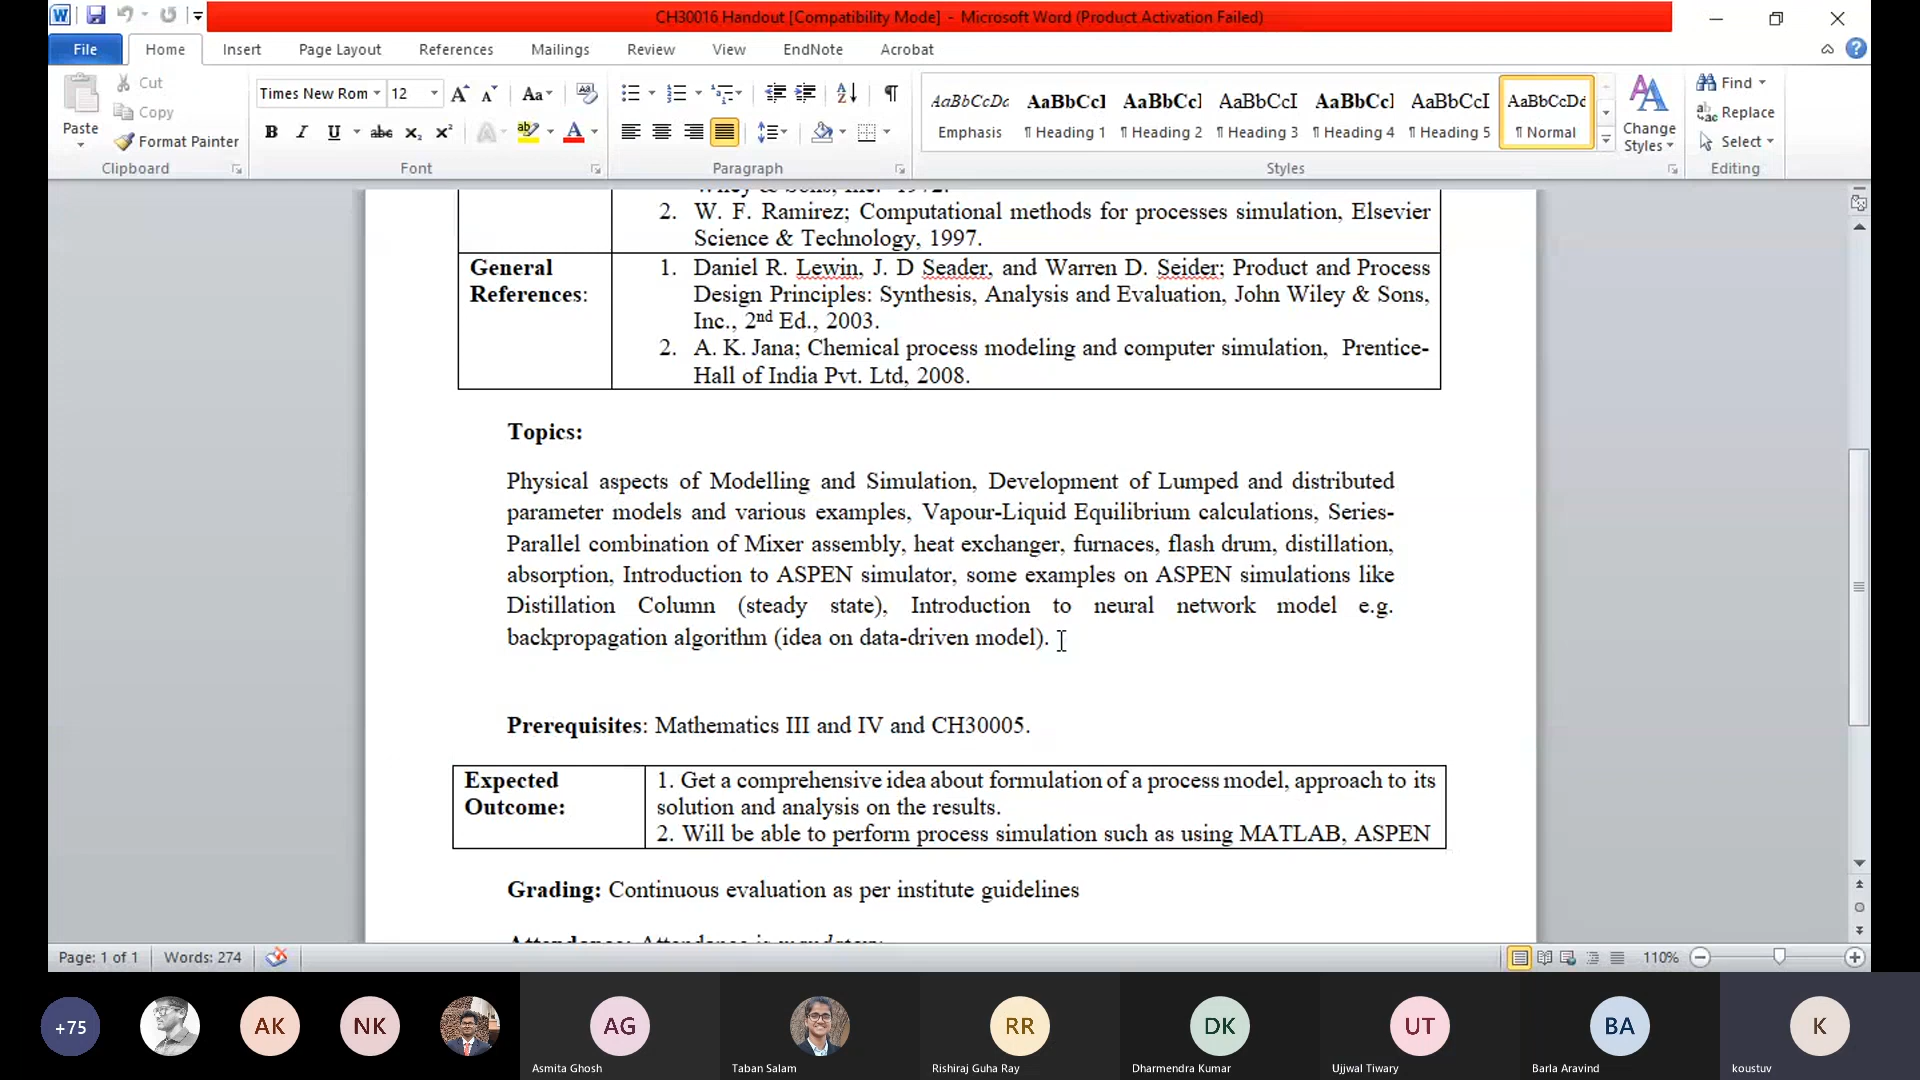 CH30016 Handout [Compatibility Mode] - Microsoft Word (Product Activation Failed)
File Home Insert Page Layout References Mailings Review View EndNote Acrobat
Cut
Copy
Format Painter
Paste
Clipboard
Times New Rom 12
Font
Paragraph
AaBbCcDc AaBbCcI AaBbCcI AaBbCcI AaBbCcI AaBbCcI AaBbCcDd
Emphasis ¶ Heading 1 ¶ Heading 2 ¶ Heading 3 ¶ Heading 4 ¶ Heading 5 ¶ Normal
Change
Styles
Styles
Find
Replace
Select
Editing
Wiley & Sons, Inc. 1972.
2. W. F. Ramirez; Computational methods for processes simulation, Elsevier
Science & Technology, 1997.
General
References:
1. Daniel R. Lewin, J. D Seader, and Warren D. Seider; Product and Process
Design Principles: Synthesis, Analysis and Evaluation, John Wiley & Sons,
Inc., 2nd Ed., 2003.
2. A. K. Jana; Chemical process modeling and computer simulation, Prentice-
Hall of India Pvt. Ltd, 2008.
Topics:
Physical aspects of Modelling and Simulation, Development of Lumped and distributed
parameter models and various examples, Vapour-Liquid Equilibrium calculations, Series-
Parallel combination of Mixer assembly, heat exchanger, furnaces, flash drum, distillation,
absorption, Introduction to ASPEN simulator, some examples on ASPEN simulations like
Distillation Column (steady state), Introduction to neural network model e.g.
backpropagation algorithm (idea on data-driven model).
Prerequisites: Mathematics III and IV and CH30005.
Expected
Outcome:
1. Get a comprehensive idea about formulation of a process model, approach to its
solution and analysis on the results.
2. Will be able to perform process simulation such as using MATLAB, ASPEN
Grading: Continuous evaluation as per institute guidelines
Attendance: Attendance is mandatory
Page: 1 of 1 Words: 274 110%
+75 AK NK AG RR DK UT BA K
Asmita Ghosh Taban Salam Rishiraj Guha Ray Dharmendra Kumar Ujjwal Tiwary Barla Aravind koustuv